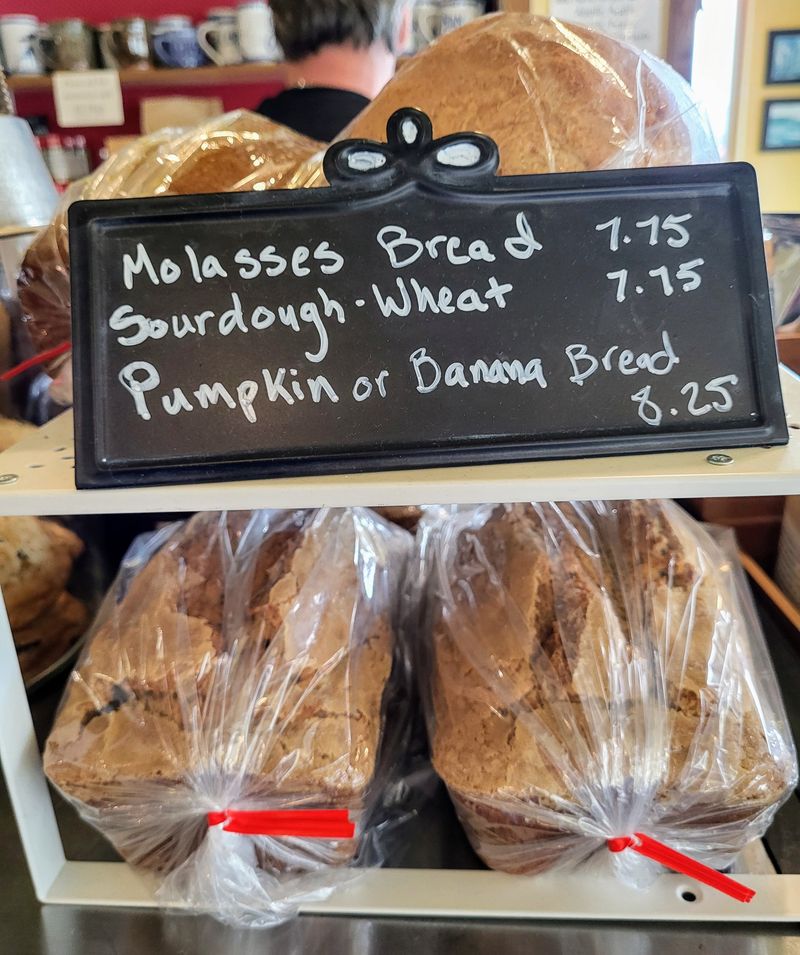 Molasses Bread 7.75
Sourdough·Wheat 7.75
Pumpkin or Banana Bread
8.25